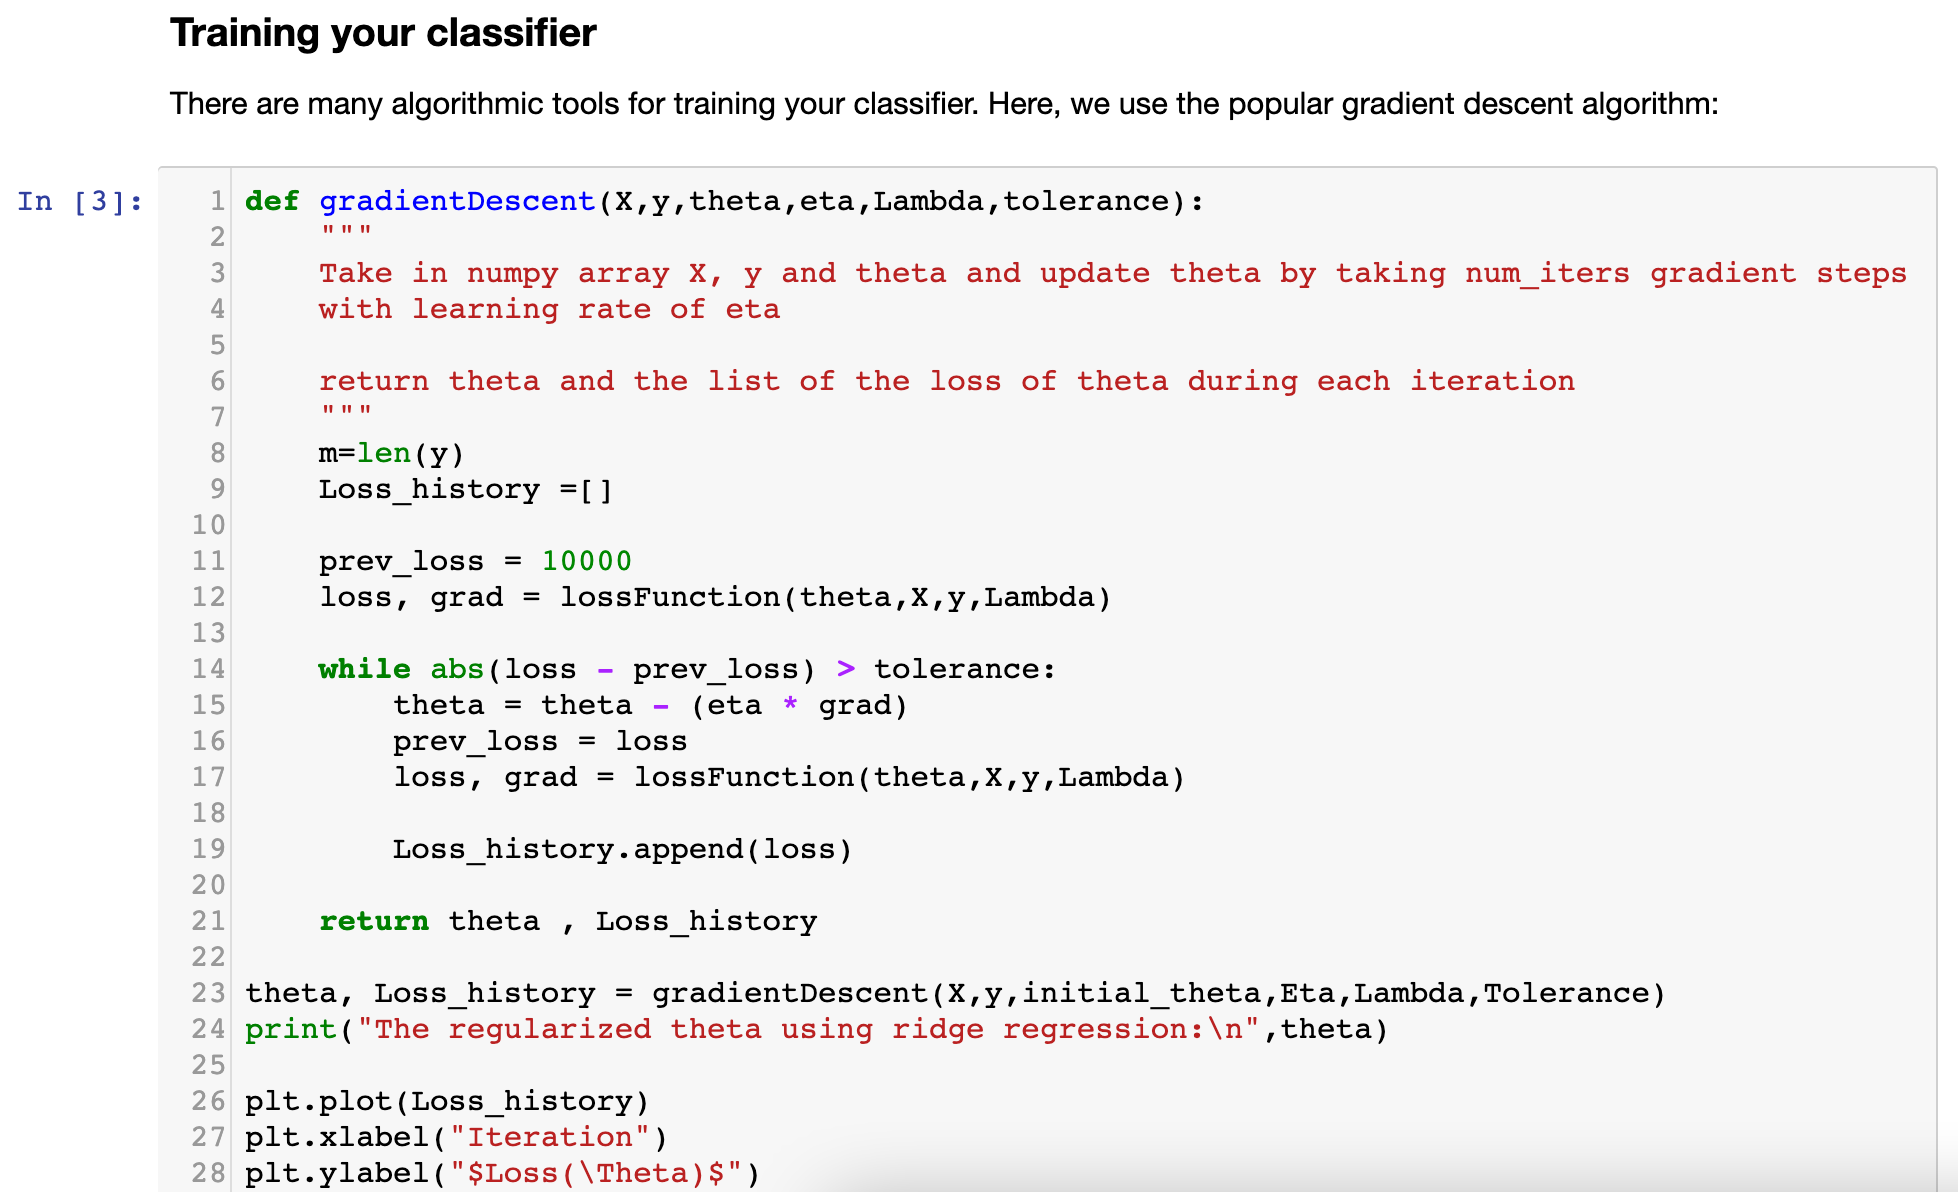 Training your classifier
There are many algorithmic tools for training your classifier. Here, we use the popular gradient descent algorithm:
In [3]:
1 def gradientDescent(X,y,theta,eta,Lambda,tolerance):
2     """
3     Take in numpy array X, y and theta and update theta by taking num_iters gradient steps
4     with learning rate of eta
5
6     return theta and the list of the loss of theta during each iteration
7     """
8     m=len(y)
9     Loss_history =[]
10
11     prev_loss = 10000
12     loss, grad = lossFunction(theta,X,y,Lambda)
13
14     while abs(loss - prev_loss) > tolerance:
15         theta = theta - (eta * grad)
16         prev_loss = loss
17         loss, grad = lossFunction(theta,X,y,Lambda)
18
19         Loss_history.append(loss)
20
21     return theta , Loss_history
22
23 theta, Loss_history = gradientDescent(X,y,initial_theta,Eta,Lambda,Tolerance)
24 print("The regularized theta using ridge regression:\n",theta)
25
26 plt.plot(Loss_history)
27 plt.xlabel("Iteration")
28 plt.ylabel("$Loss(\Theta)$")